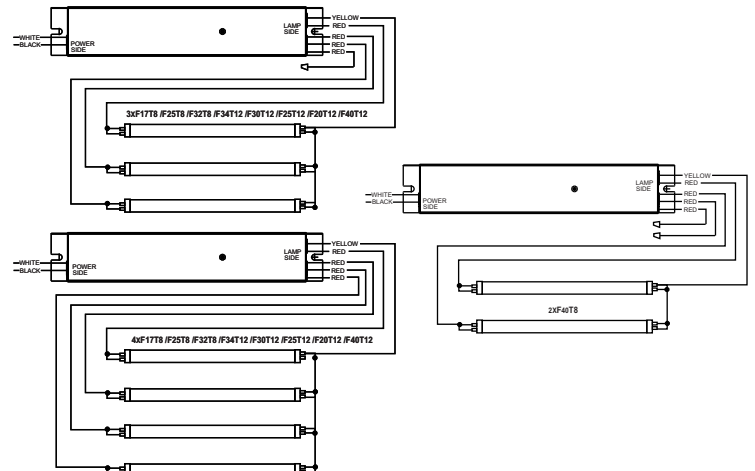 YELLOW
RED
LAMP
SIDE
RED
RED
RED
WHITE
BLACK
POWER
SIDE
3xF17T8 /F25T8 /F32T8 /F34T12 /F30T12 /F25T12 /F20T12 /F40T12
YELLOW
RED
LAMP
SIDE
RED
RED
RED
WHITE
BLACK
POWER
SIDE
2xF40T8
YELLOW
RED
LAMP
SIDE
RED
RED
RED
WHITE
BLACK
POWER
SIDE
4xF17T8 /F25T8 /F32T8 /F34T12 /F30T12 /F25T12 /F20T12 /F40T12